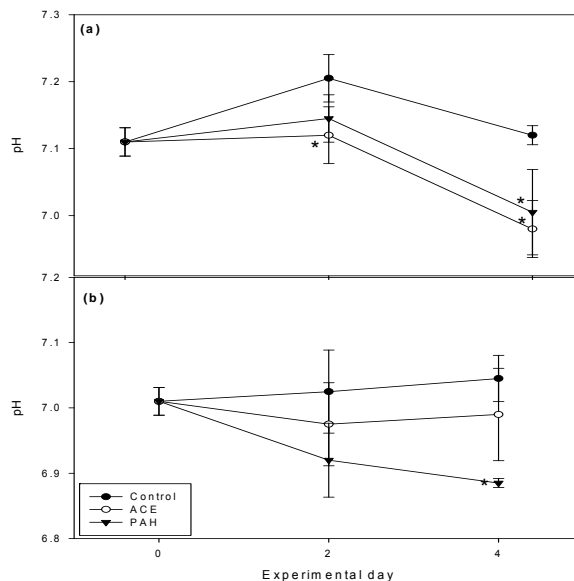 7.3
(a)
7.2
pH
7.1
*
*
*
7.0
7.2
(b)
7.1
pH
7.0
6.9
*
Control
ACE
PAH
6.8
0
2
4
Experimental day